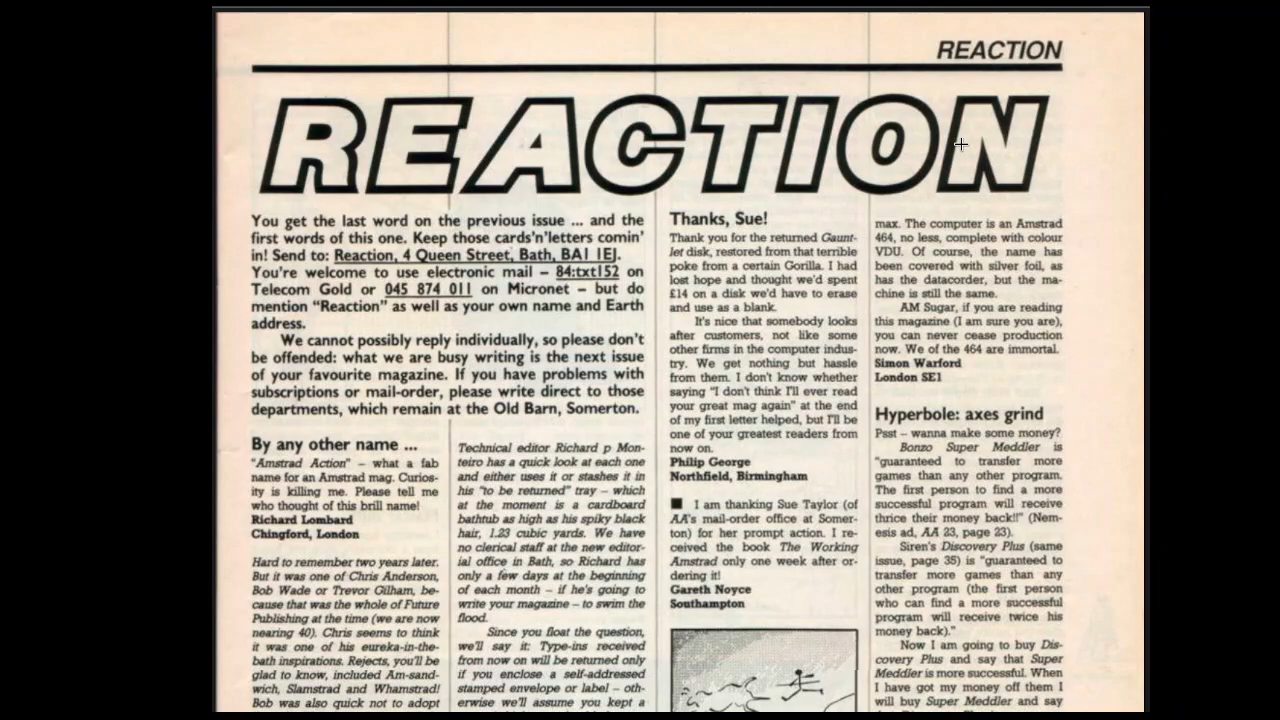 REACTION
REACTION
You get the last word on the previous issue ... and the
first words of this one. Keep those cards'n'letters comin'
in! Send to: Reaction, 4 Queen Street, Bath, BA1 1EJ.
You're welcome to use electronic mail – 84:txt152 on
Telecom Gold or 045 874 011 on Micronet – but do
mention "Reaction" as well as your own name and Earth
address.
We cannot possibly reply individually, so please don't
be offended: what we are busy writing is the next issue
of your favourite magazine. If you have problems with
subscriptions or mail-order, please write direct to those
departments, which remain at the Old Barn, Somerton.
By any other name ...
"Amstrad Action" – what a fab
name for an Amstrad mag. Curios-
ity is killing me. Please tell me
who thought of this brill name!
Richard Lombard
Chingford, London
Hard to remember two years later.
But it was one of Chris Anderson,
Bob Wade or Trevor Gilham, be-
cause that was the whole of Future
Publishing at the time (we are now
nearing 40). Chris seems to think
it was one of his eureka-in-the-
bath inspirations. Rejects, you'll be
glad to know, included Am-sand-
wich, Slamstrad and Whamstrad!
Bob was also quick not to adopt
Technical editor Richard p Mon-
teiro has a quick look at each one
and either uses it or stashes it in
his "to be returned" tray – which
at the moment is a cardboard
bathtub as high as his spiky black
hair, 1.23 cubic yards. We have
no clerical staff at the new editor-
ial office in Bath, so Richard has
only a few days at the beginning
of each month – if he's going to
write your magazine – to swim the
flood.
Since you float the question,
we'll say it: Type-ins received
from now on will be returned only
if you enclose a self-addressed
stamped envelope or label – oth-
erwise we'll assume you kept a
Thanks, Sue!
Thank you for the returned Gaunt-
let disk, restored from that terrible
poke from a certain Gorilla. I had
lost hope and thought we'd spent
£14 on a disk we'd have to erase
and use as a blank.
It's nice that somebody looks
after customers, not like some
other firms in the computer indus-
try. We get nothing but hassle
from them. I don't know whether
saying "I don't think I'll ever read
your great mag again" at the end
of my first letter helped, but I'll be
one of your greatest readers from
now on.
Philip George
Northfield, Birmingham
■ I am thanking Sue Taylor (of
AA's mail-order office at Somer-
ton) for her prompt action. I re-
ceived the book The Working
Amstrad only one week after or-
dering it!
Gareth Noyce
Southampton
max. The computer is an Amstrad
464, no less, complete with colour
VDU. Of course, the name has
been covered with silver foil, as
has the datacorder, but the ma-
chine is still the same.
AM Sugar, if you are reading
this magazine (I am sure you are),
you can never cease production
now. We of the 464 are immortal.
Simon Warford
London SE1
Hyperbole: axes grind
Psst – wanna make some money?
Bonzo Super Meddler is
"guaranteed to transfer more
games than any other program.
The first person to find a more
successful program will receive
thrice their money back!!" (Nem-
esis ad, AA 23, page 23).
Siren's Discovery Plus (same
issue, page 35) is "guaranteed to
transfer more games than any
other program (the first person
who can find a more successful
program will receive twice his
money back)."
Now I am going to buy Dis-
covery Plus and say that Super
Meddler is more successful. When
I have got my money off them I
will buy Super Meddler and say